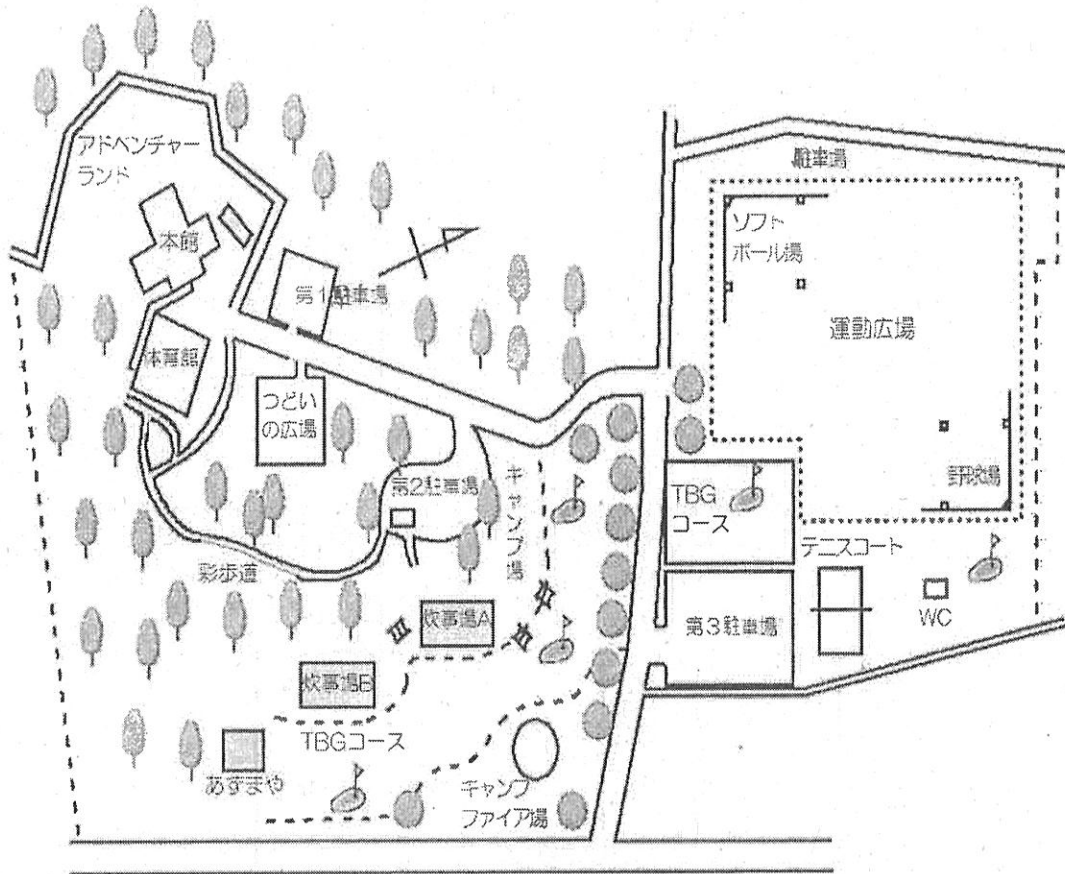 アドベンチャー
ランド
本館
第1駐車場
体育館
つどい
の広場
第2駐車場
キャンプ場
彩歩道
炊事場A
炊事場B
TBGコース
あずまや
キャンプ
ファイア場
駐車場
ソフト
ボール場
運動広場
野球場
TBG
コース
テニスコート
第3駐車場
WC